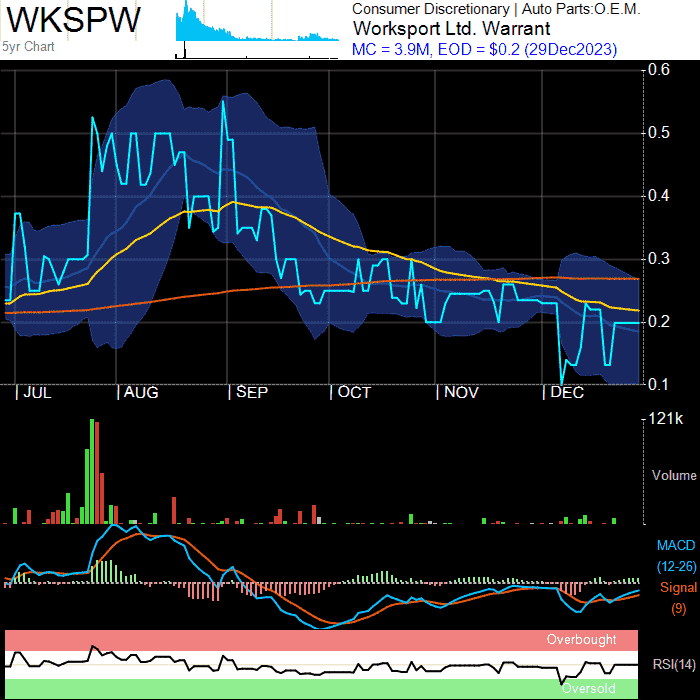 WKSPW
5yr Chart
Consumer Discretionary | Auto Parts:O.E.M.
Worksport Ltd. Warrant
MC = 3.9M, EOD = $0.2 (29Dec2023)
0.6
0.5
0.4
0.3
0.2
0.1
| JUL | AUG | SEP | OCT | NOV | DEC
121k
Volume
MACD
(12-26)
Signal
(9)
Overbought
RSI(14)
Oversold